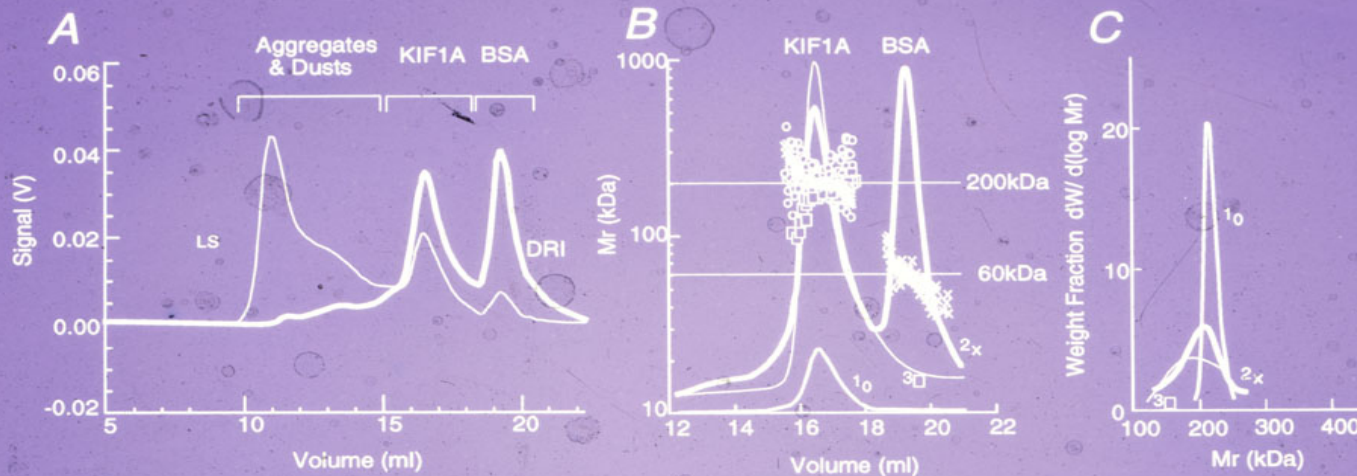 A
Aggregates
& Dusts
KIF1A
BSA
0.06
0.04
0.02
0.00
-0.02
Signal (V)
LS
DRI
5
10
15
20
Volume (ml)
B
KIF1A
BSA
1000
100
10
Mr (kDa)
200kDa
60kDa
2x
3□
1o
12
14
16
18
20
22
Volume (ml)
C
Weight Fraction dW/ d(log Mr)
20
10
0
1o
2x
3□
100
200
300
400
Mr (kDa)